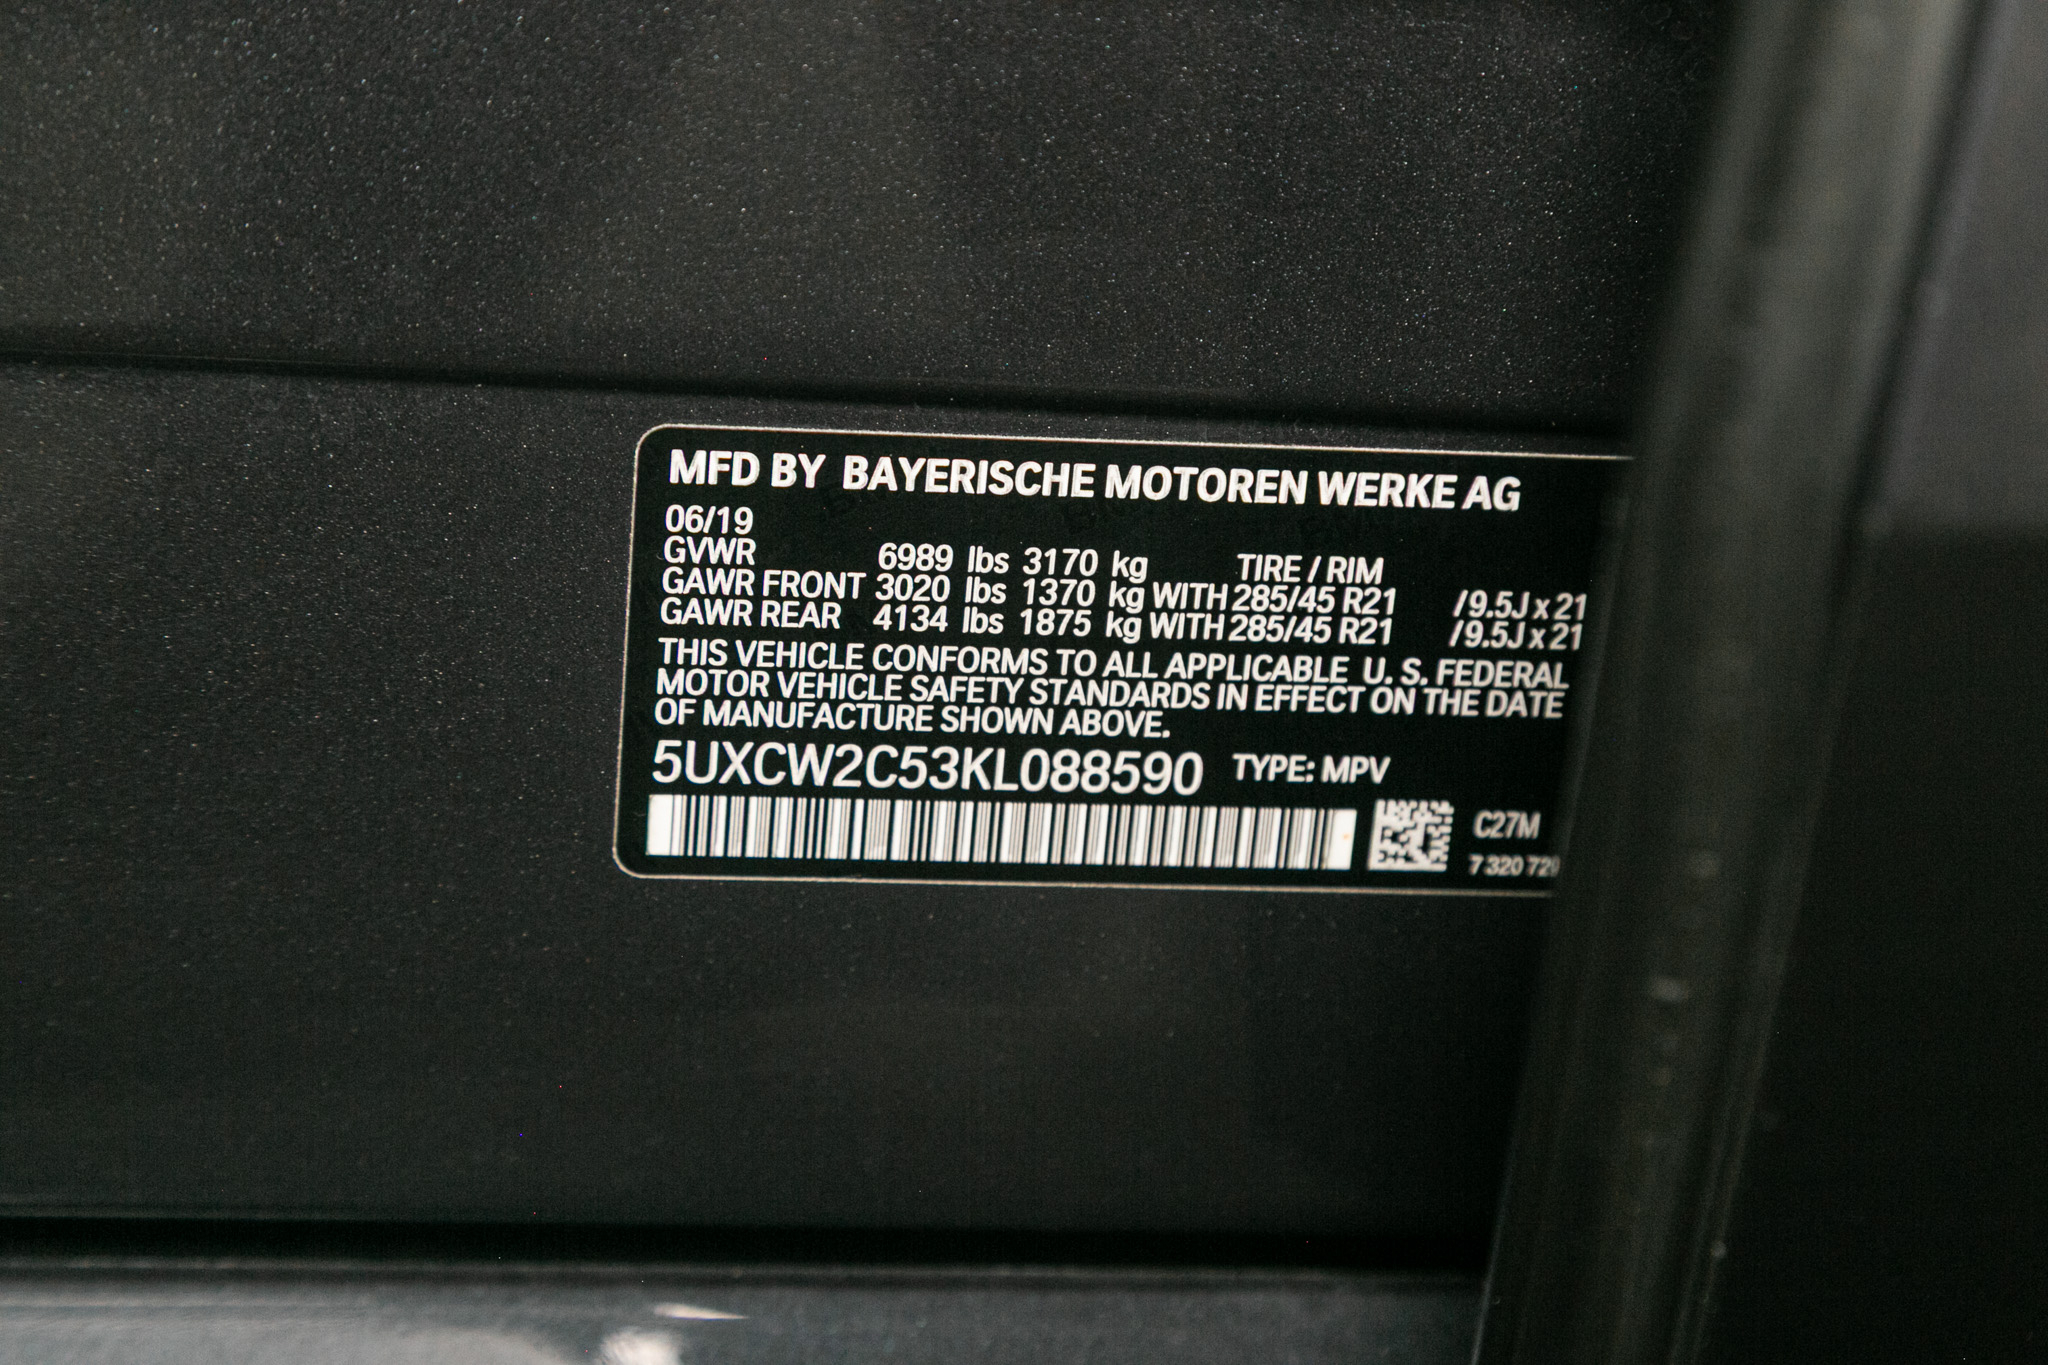 MFD BY BAYERISCHE MOTOREN WERKE AG
06/19
GVWR 6989 lbs 3170 kg TIRE / RIM
GAWR FRONT 3020 lbs 1370 kg WITH 285/45 R21 /9.5J x 21
GAWR REAR 4134 lbs 1875 kg WITH 285/45 R21 /9.5J x 21
THIS VEHICLE CONFORMS TO ALL APPLICABLE U. S. FEDERAL
MOTOR VEHICLE SAFETY STANDARDS IN EFFECT ON THE DATE
OF MANUFACTURE SHOWN ABOVE.
5UXCW2C53KL088590 TYPE: MPV
C27M
7 320 729